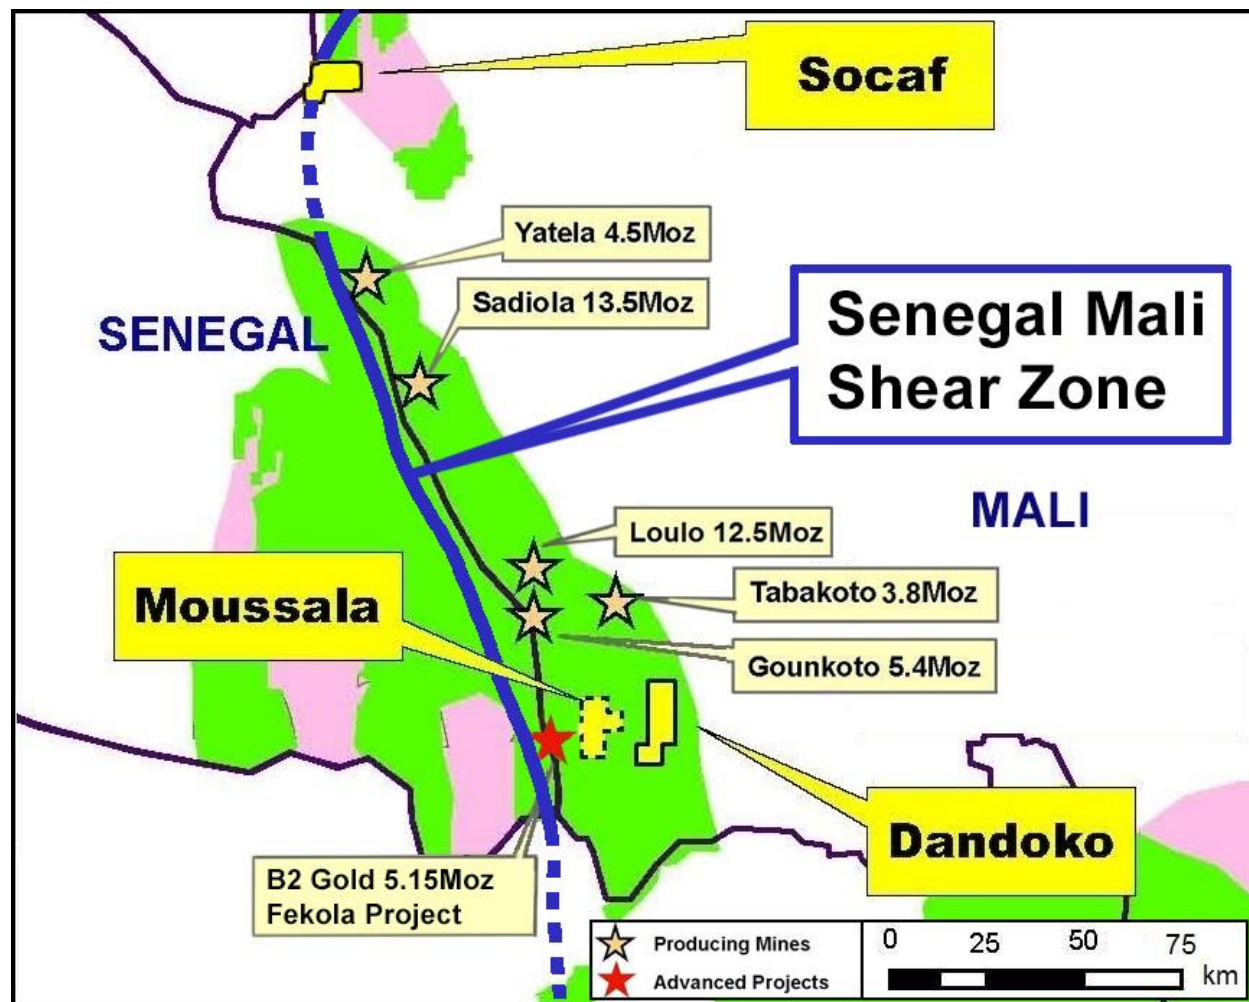 Socaf
Yatela 4.5Moz
Sadiola 13.5Moz
SENEGAL
Senegal Mali
Shear Zone
MALI
Loulo 12.5Moz
Moussala
Tabakoto 3.8Moz
Gounkoto 5.4Moz
Dandoko
B2 Gold 5.15Moz
Fekola Project
Producing Mines
Advanced Projects
0 25 50 75
km